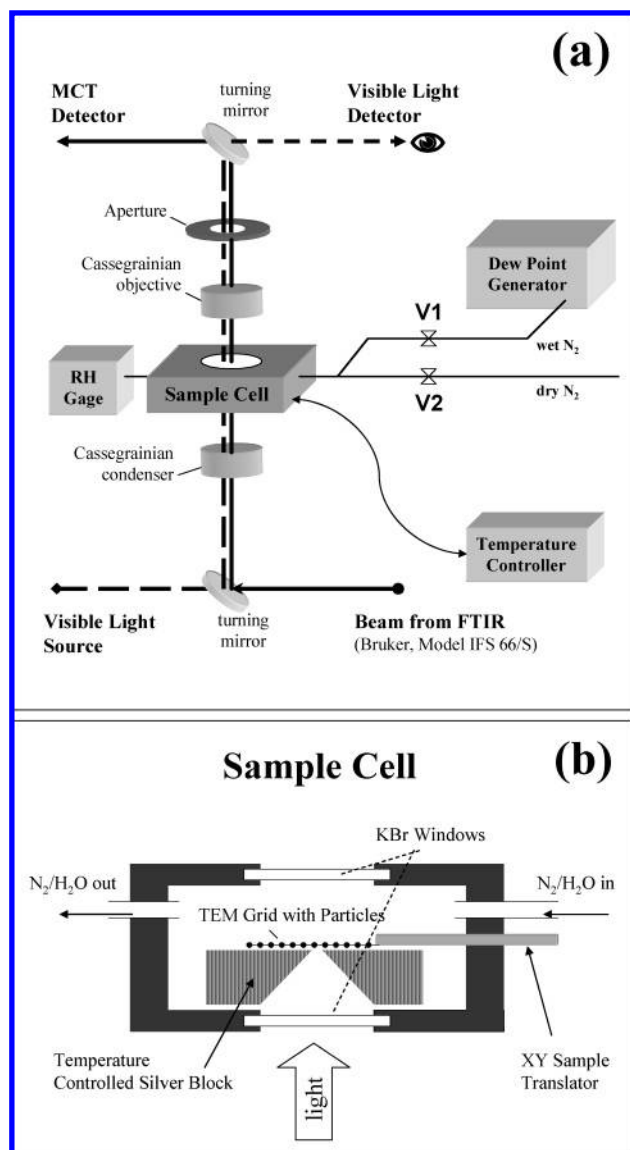 (a)
MCT
Detector
turning
mirror
Visible Light
Detector
Aperture
Cassegrainian
objective
Dew Point
Generator
V1
wet N₂
RH
Gage
Sample Cell
V2
dry N₂
Cassegrainian
condenser
Temperature
Controller
Visible Light
Source
turning
mirror
Beam from FTIR
(Bruker, Model IFS 66/S)
Sample Cell
(b)
KBr Windows
N₂/H₂O out
N₂/H₂O in
TEM Grid with Particles
Temperature
Controlled Silver Block
light
XY Sample
Translator